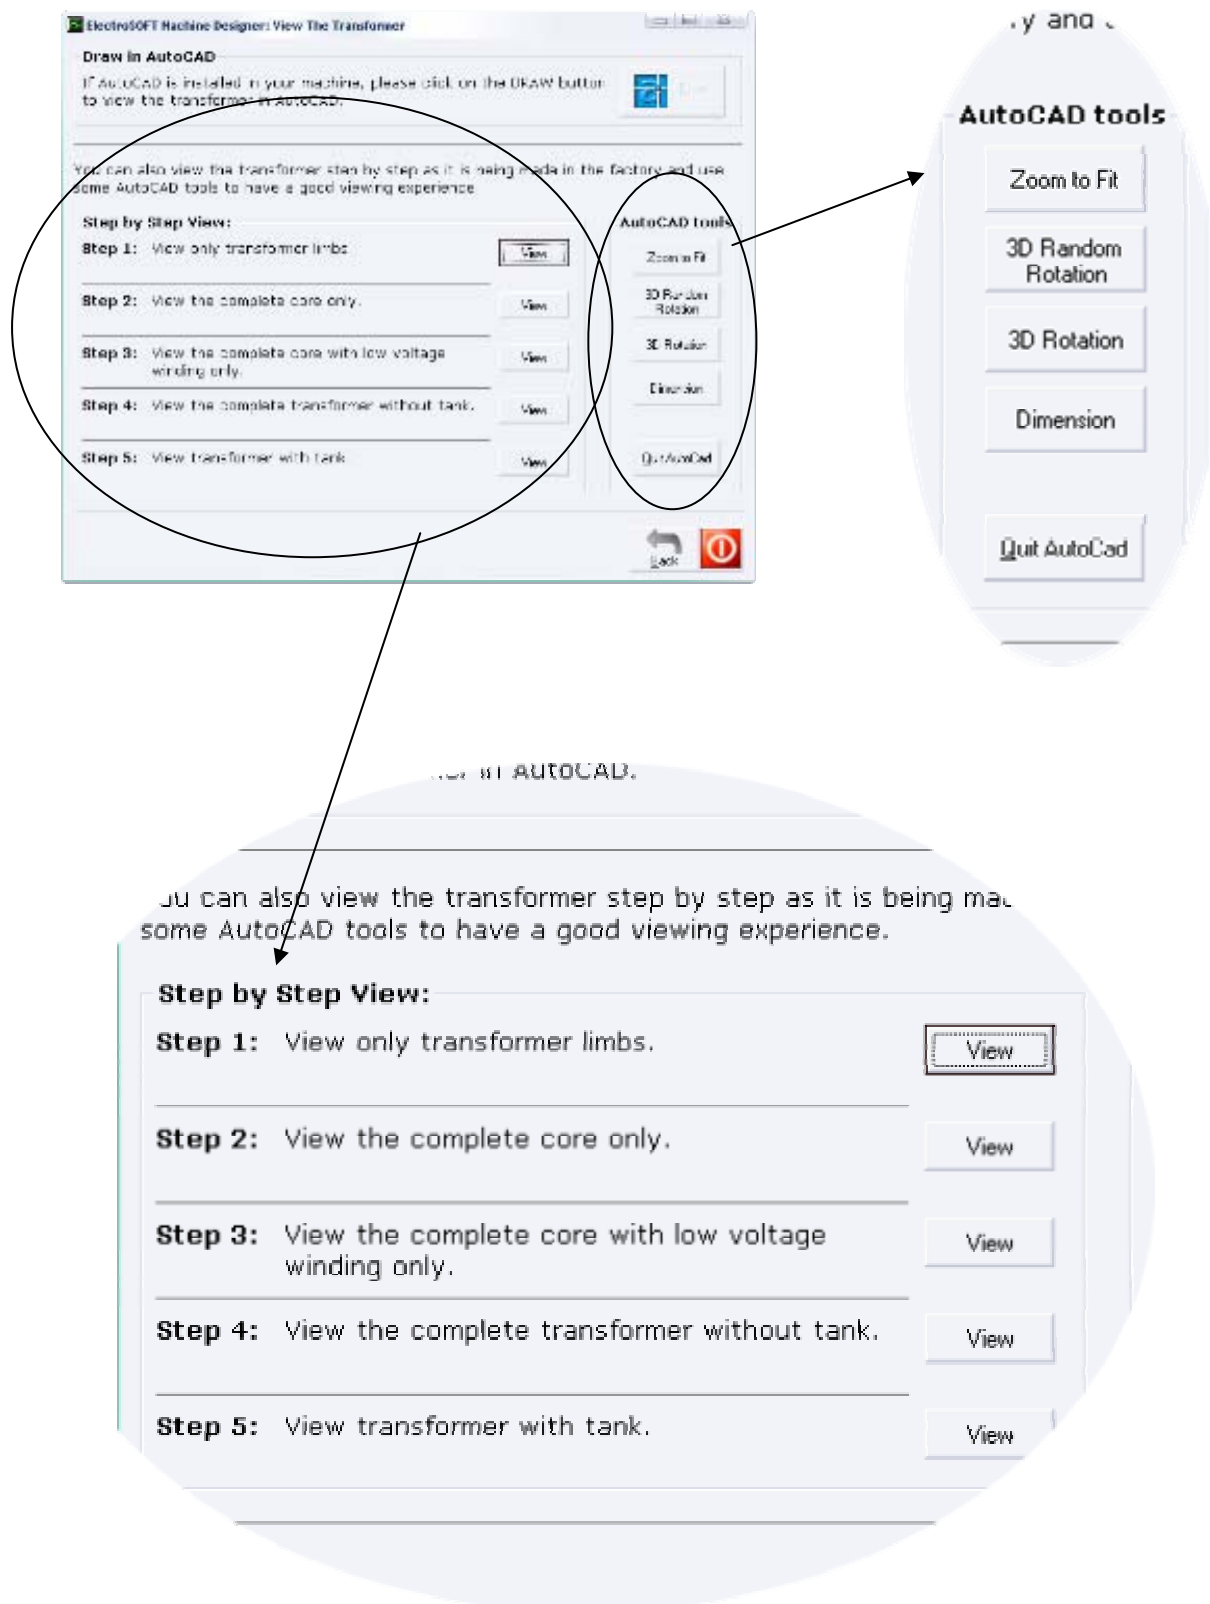 ElectroSOFT Machine Designer: View The Transformer
Draw in AutoCAD
If AutoCAD is installed in your machine, please click on the DRAW button
to view the transformer in AutoCAD.
You can also view the transformer step by step as it is being made in the factory and use
some AutoCAD tools to have a good viewing experience
Step by Step View:
Step 1: View only transformer limbs
View
Step 2: View the complete core only.
View
Step 3: View the complete core with low voltage
winding only.
View
Step 4: View the complete transformer without tank.
View
Step 5: View transformer with tank
View
AutoCAD tools
Zoom to Fit
3D Random
Rotation
3D Rotation
Dimension
Quit AutoCad
Back
y and
AutoCAD tools
Zoom to Fit
3D Random
Rotation
3D Rotation
Dimension
Quit AutoCad
in AutoCAD.
ou can also view the transformer step by step as it is being mad
some AutoCAD tools to have a good viewing experience.
Step by Step View:
Step 1: View only transformer limbs.
View
Step 2: View the complete core only.
View
Step 3: View the complete core with low voltage
winding only.
View
Step 4: View the complete transformer without tank.
View
Step 5: View transformer with tank.
View